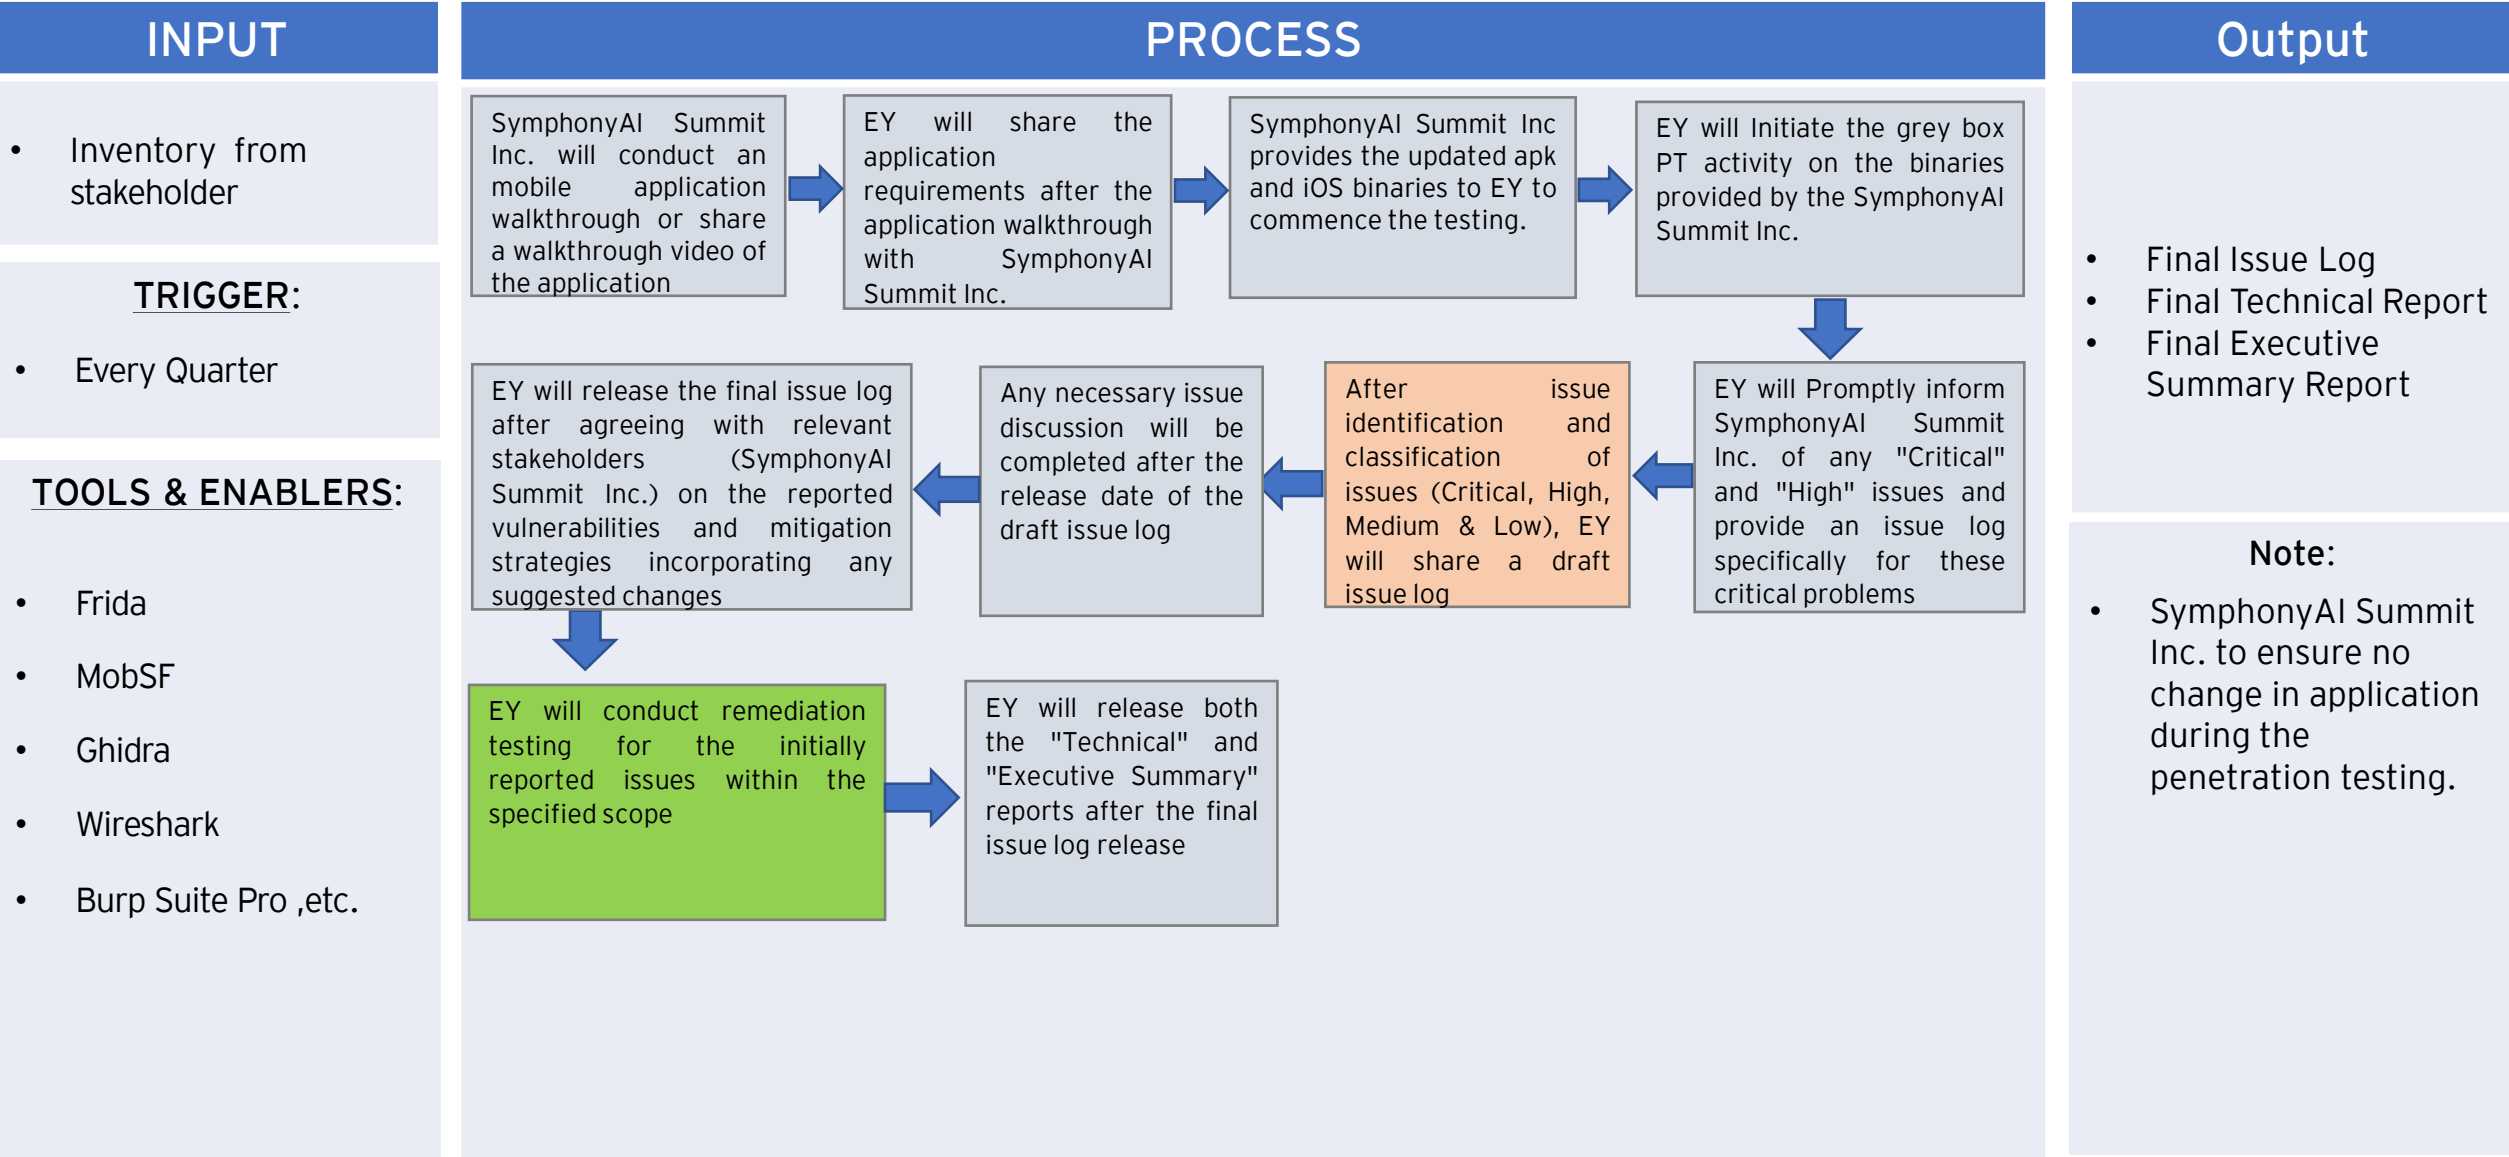 INPUT
• Inventory from
stakeholder
TRIGGER:
• Every Quarter
TOOLS & ENABLERS:
• Frida
• MobSF
• Ghidra
• Wireshark
• Burp Suite Pro ,etc.
PROCESS
SymphonyAI Summit
Inc. will conduct an
mobile application
walkthrough or share
a walkthrough video of
the application
EY will share the
application
requirements after the
application walkthrough
with SymphonyAI
Summit Inc.
SymphonyAI Summit Inc
provides the updated apk
and iOS binaries to EY to
commence the testing.
EY will Initiate the grey box
PT activity on the binaries
provided by the SymphonyAI
Summit Inc.
EY will Promptly inform
SymphonyAI Summit
Inc. of any "Critical"
and "High" issues and
provide an issue log
specifically for these
critical problems
After issue
identification and
classification of
issues (Critical, High,
Medium & Low), EY
will share a draft
issue log
Any necessary issue
discussion will be
completed after the
release date of the
draft issue log
EY will release the final issue log
after agreeing with relevant
stakeholders (SymphonyAI
Summit Inc.) on the reported
vulnerabilities and mitigation
strategies incorporating any
suggested changes
EY will conduct remediation
testing for the initially
reported issues within the
specified scope
EY will release both
the "Technical" and
"Executive Summary"
reports after the final
issue log release
Output
• Final Issue Log
• Final Technical Report
• Final Executive
Summary Report
Note:
• SymphonyAI Summit
Inc. to ensure no
change in application
during the
penetration testing.